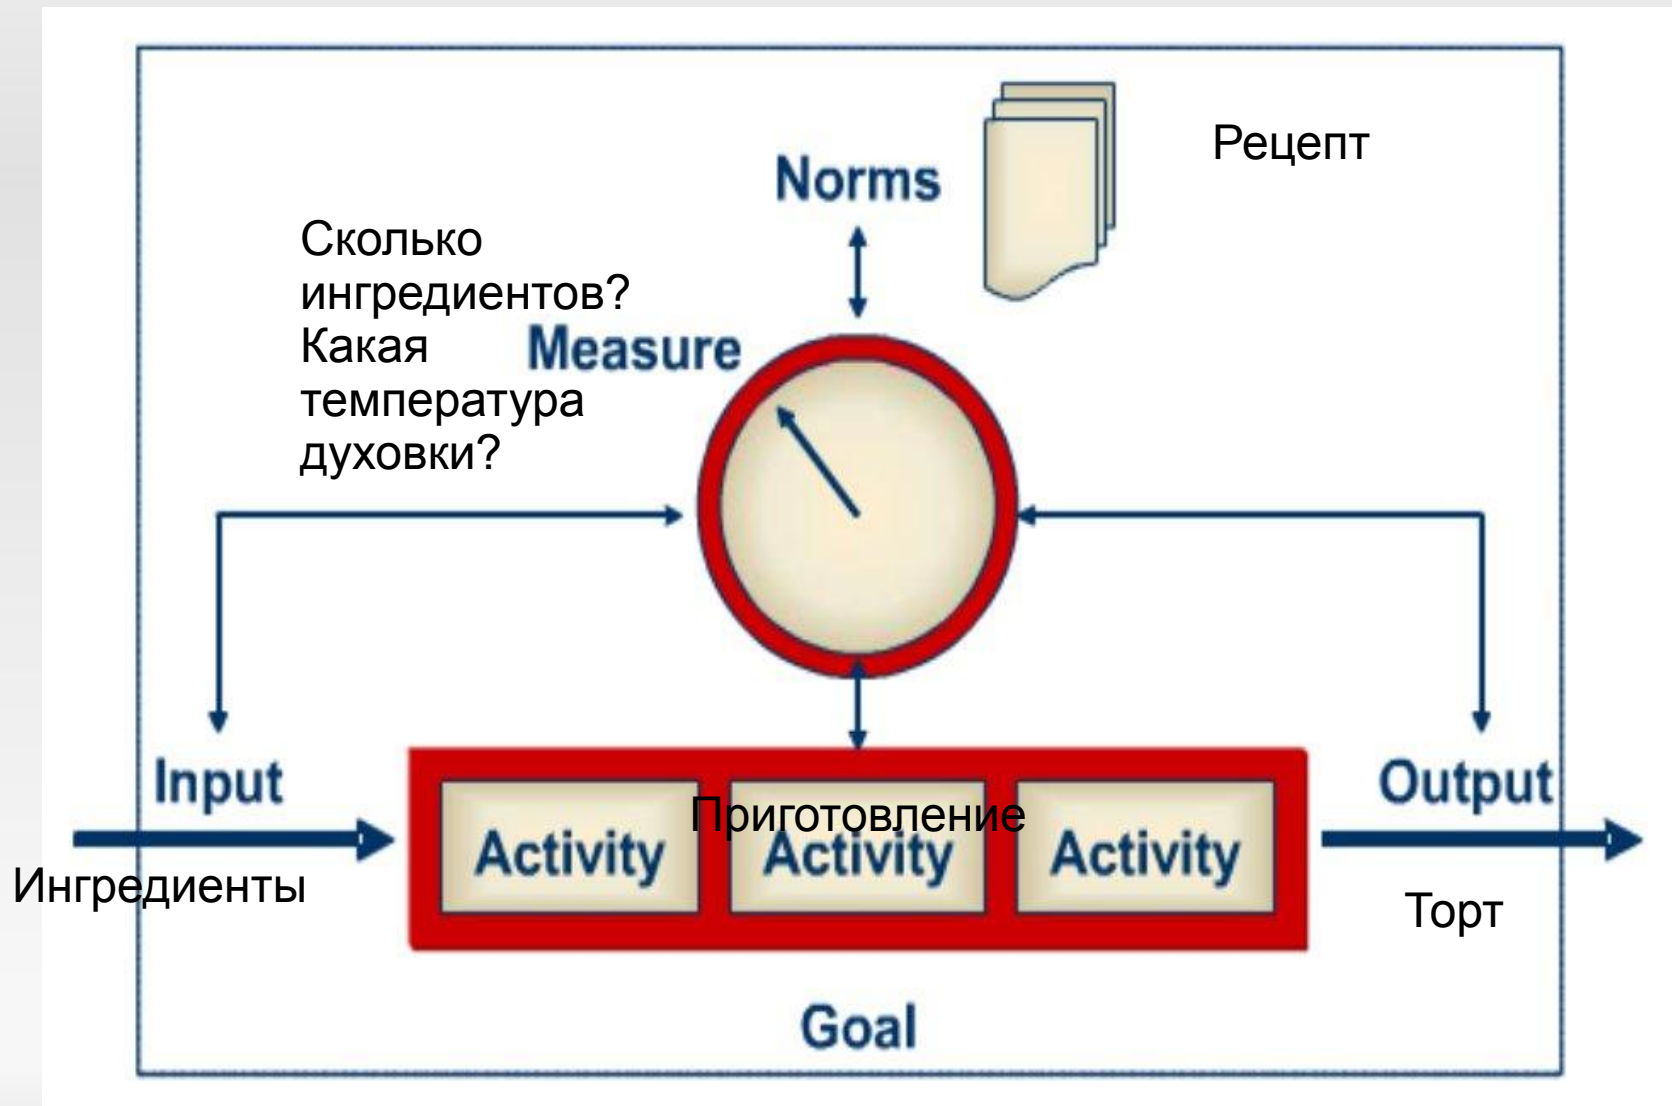 Рецепт
Norms
Сколько
ингредиентов?
Какая
температура
духовки?
Measure
Input
Output
Приготовление
Activity
Activity
Activity
Ингредиенты
Торт
Goal